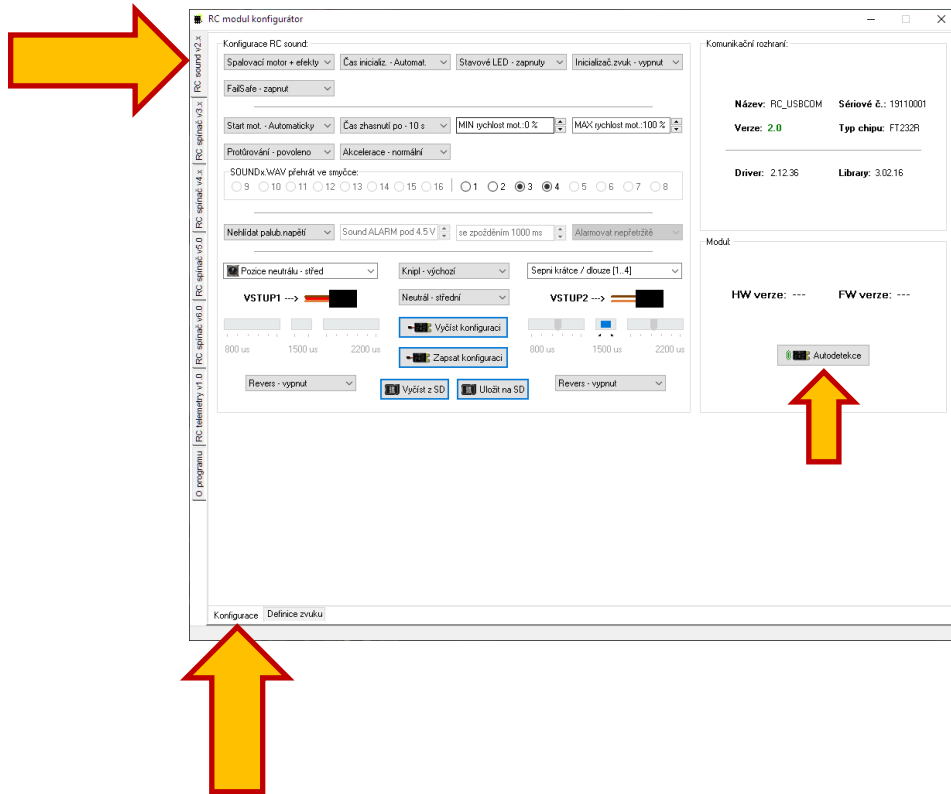 RC modul konfigurátor
RC sound v2.x
RC spínač v3.x
RC spínač v4.x
RC spínač v5.0
RC spínač v6.0
RC telemetry v1.0
O programu
Konfigurace RC sound:
Spalovací motor + efekty
Čas inicializ. - Automat.
Stavové LED - zapnuty
Inicializač.zvuk - vypnut
FailSafe - zapnut
Start mot. - Automaticky
Čas zhasnutí po - 10 s
MIN rychlost mot.:0 %
MAX rychlost mot.:100 %
Protůrování - povoleno
Akcelerace - normální
SOUNDx.WAV přehrát ve smyčce:
9 10 11 12 13 14 15 16 1 2 3 4 5 6 7 8
Nehlídat palub.napětí
Sound ALARM pod 4.5 V
se zpožděním 1000 ms
Alarmovat nepřetržitě
Pozice neutrálu - střed
Knipl - výchozí
Sepni krátce / dlouze [1..4]
VSTUP1 --->
Neutrál - střední
VSTUP2 --->
Vyčíst konfiguraci
800 us 1500 us 2200 us
Zapsat konfiguraci
800 us 1500 us 2200 us
Revers - vypnut
Vyčíst z SD
Uložit na SD
Revers - vypnut
Komunikační rozhraní:
Název: RC_USBCOM Sériové č.: 19110001
Verze: 2.0 Typ chipu: FT232R
Driver: 2.12.36 Library: 3.02.16
Modul:
HW verze: --- FW verze: ---
Autodetekce
Konfigurace
Definice zvuku